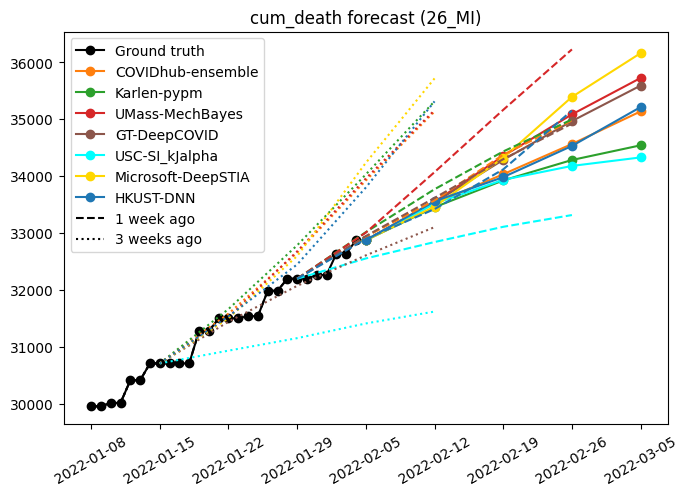 cum_death forecast (26_MI)
Ground truth
COVIDhub-ensemble
Karlen-pypm
UMass-MechBayes
GT-DeepCOVID
USC-SI_kJalpha
Microsoft-DeepSTIA
HKUST-DNN
1 week ago
3 weeks ago
36000
35000
34000
33000
32000
31000
30000
2022-01-08
2022-01-15
2022-01-22
2022-01-29
2022-02-05
2022-02-12
2022-02-19
2022-02-26
2022-03-05